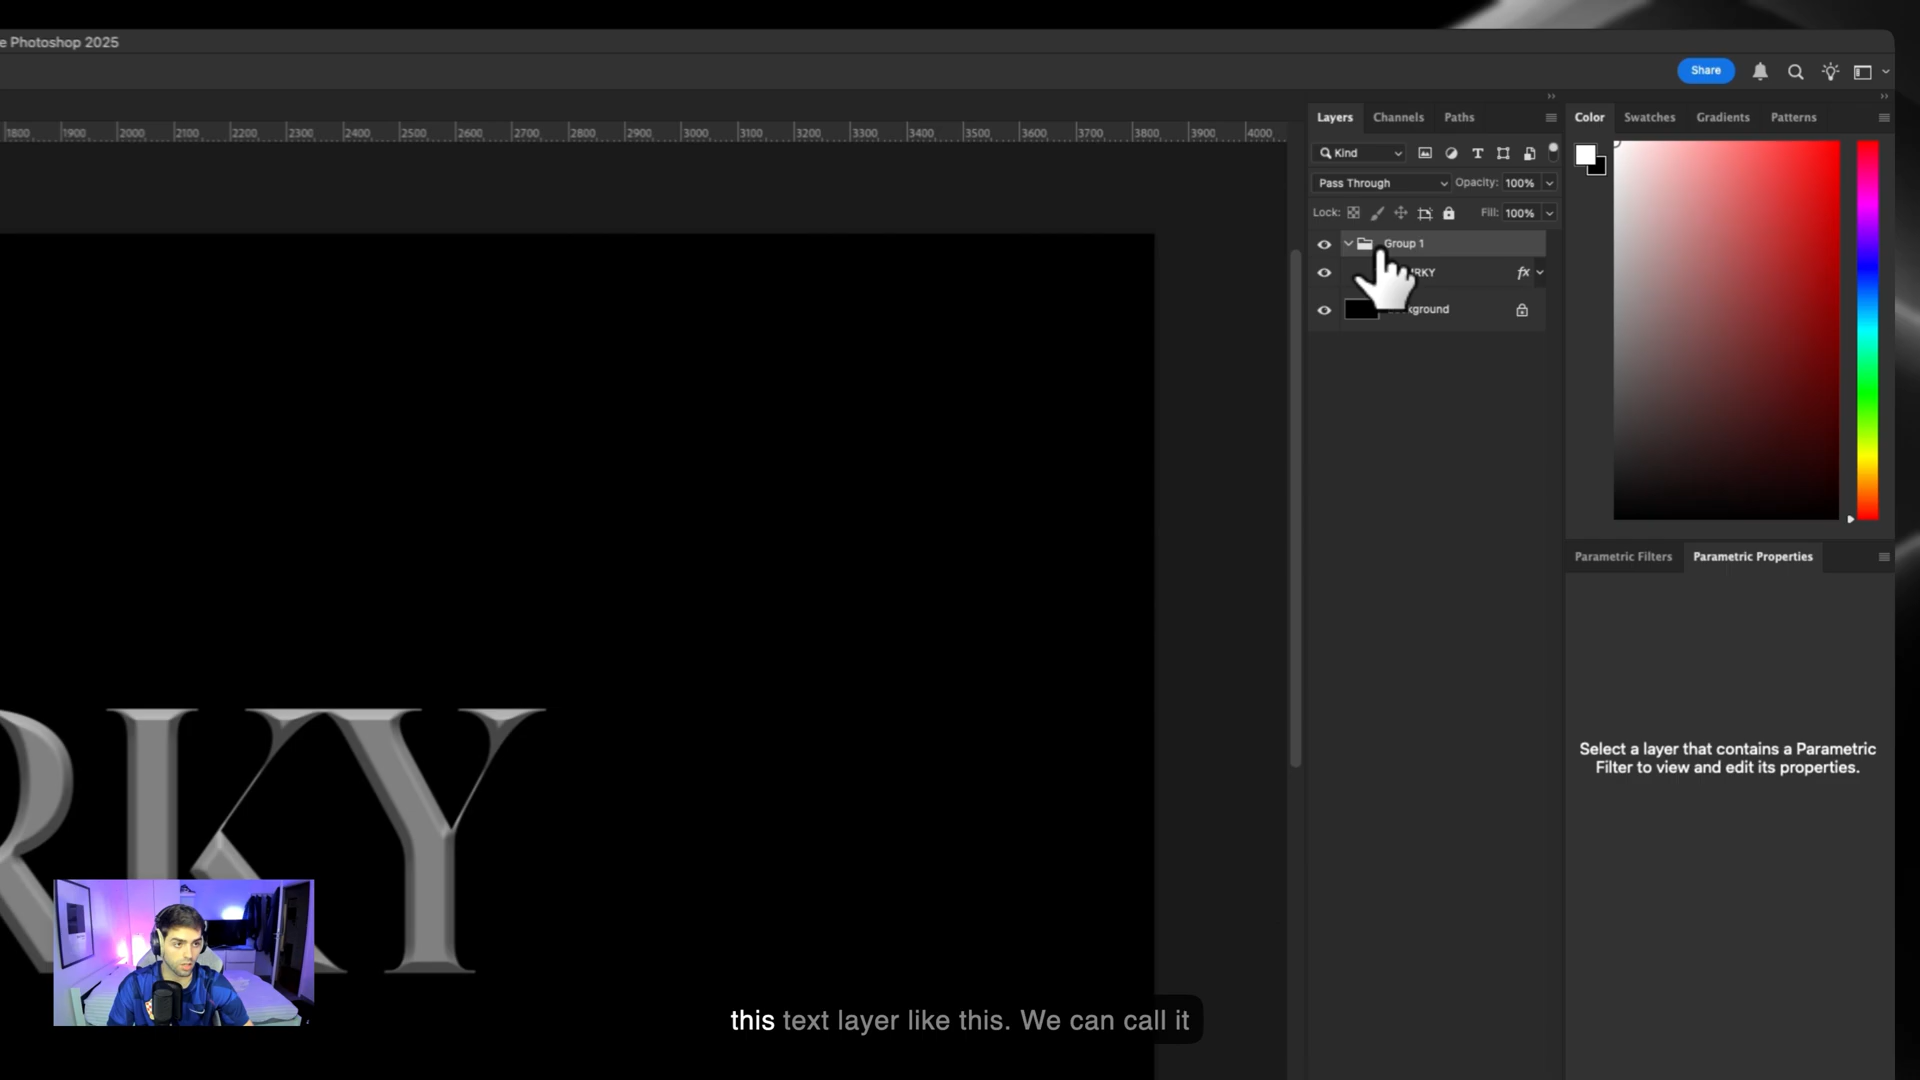 e Photoshop 2025
Share
1800 1900 2000 2100 2200 2300 2400 2500 2600 2700 2800 2900 3000 3100 3200 3300 3400 3500 3600 3700 3800 3900 4000
Layers Channels Paths
Color Swatches Gradients Patterns
Kind
Pass Through Opacity: 100%
Lock: Fill: 100%
Group 1
RKY fx
kground
Parametric Filters Parametric Properties
Select a layer that contains a Parametric
Filter to view and edit its properties.
RKY
this text layer like this. We can call it